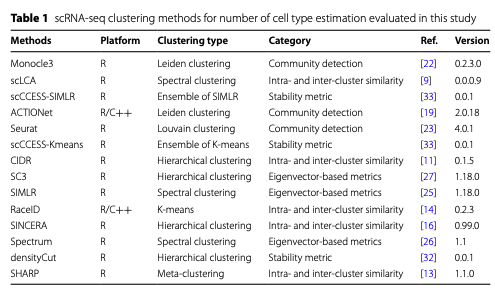 Table 1 scRNA-seq clustering methods for number of cell type estimation evaluated in this study
Methods Platform Clustering type Category Ref. Version
Monocle3 R Leiden clustering Community detection [22] 0.2.3.0
scLCA R Spectral clustering Intra- and inter-cluster similarity [9] 0.0.0.9
scCCESS-SIMLR R Ensemble of SIMLR Stability metric [33] 0.0.1
ACTIONet R/C++ Leiden clustering Community detection [19] 2.0.18
Seurat R Louvain clustering Community detection [23] 4.0.1
scCCESS-Kmeans R Ensemble of K-means Stability metric [33] 0.0.1
CIDR R Hierarchical clustering Intra- and inter-cluster similarity [11] 0.1.5
SC3 R Hierarchical clustering Eigenvector-based metrics [27] 1.18.0
SIMLR R Spectral clustering Eigenvector-based metrics [25] 1.18.0
RaceID R/C++ K-means Intra- and inter-cluster similarity [14] 0.2.3
SINCERA R Hierarchical clustering Intra- and inter-cluster similarity [16] 0.99.0
Spectrum R Spectral clustering Eigenvector-based metrics [26] 1.1
densityCut R Hierarchical clustering Stability metric [32] 0.0.1
SHARP R Meta-clustering Intra- and inter-cluster similarity [13] 1.1.0